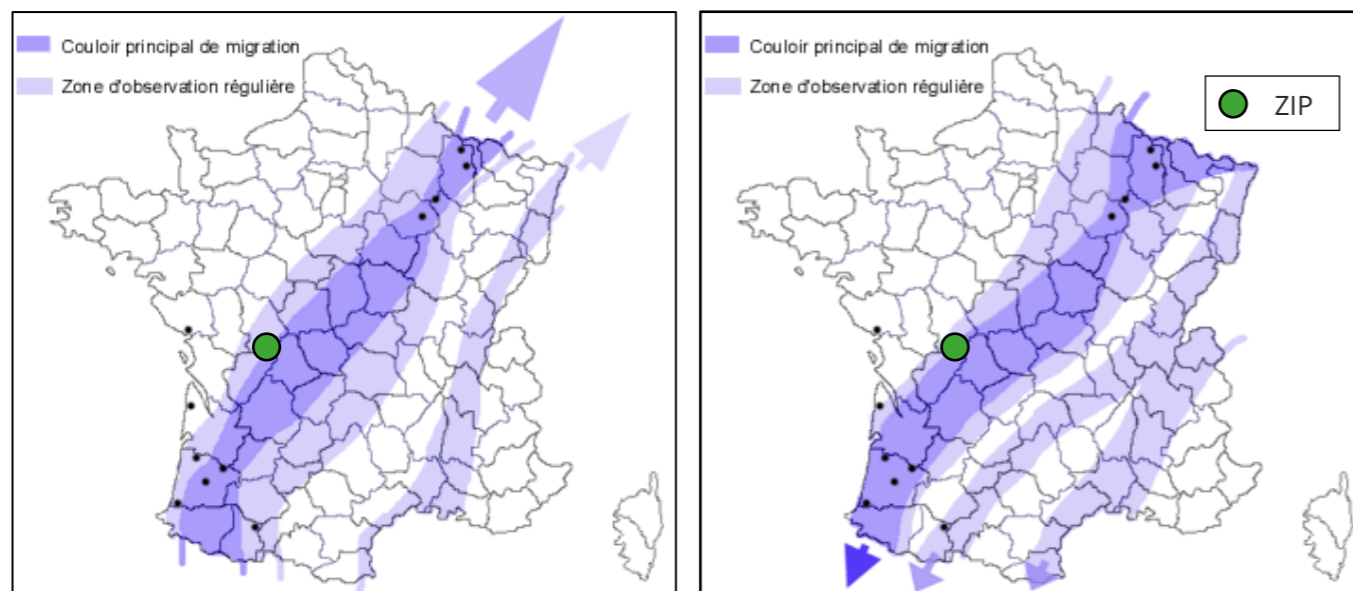 Couloir principal de migration
Zone d'observation régulière
Couloir principal de migration
Zone d'observation régulière
ZIP